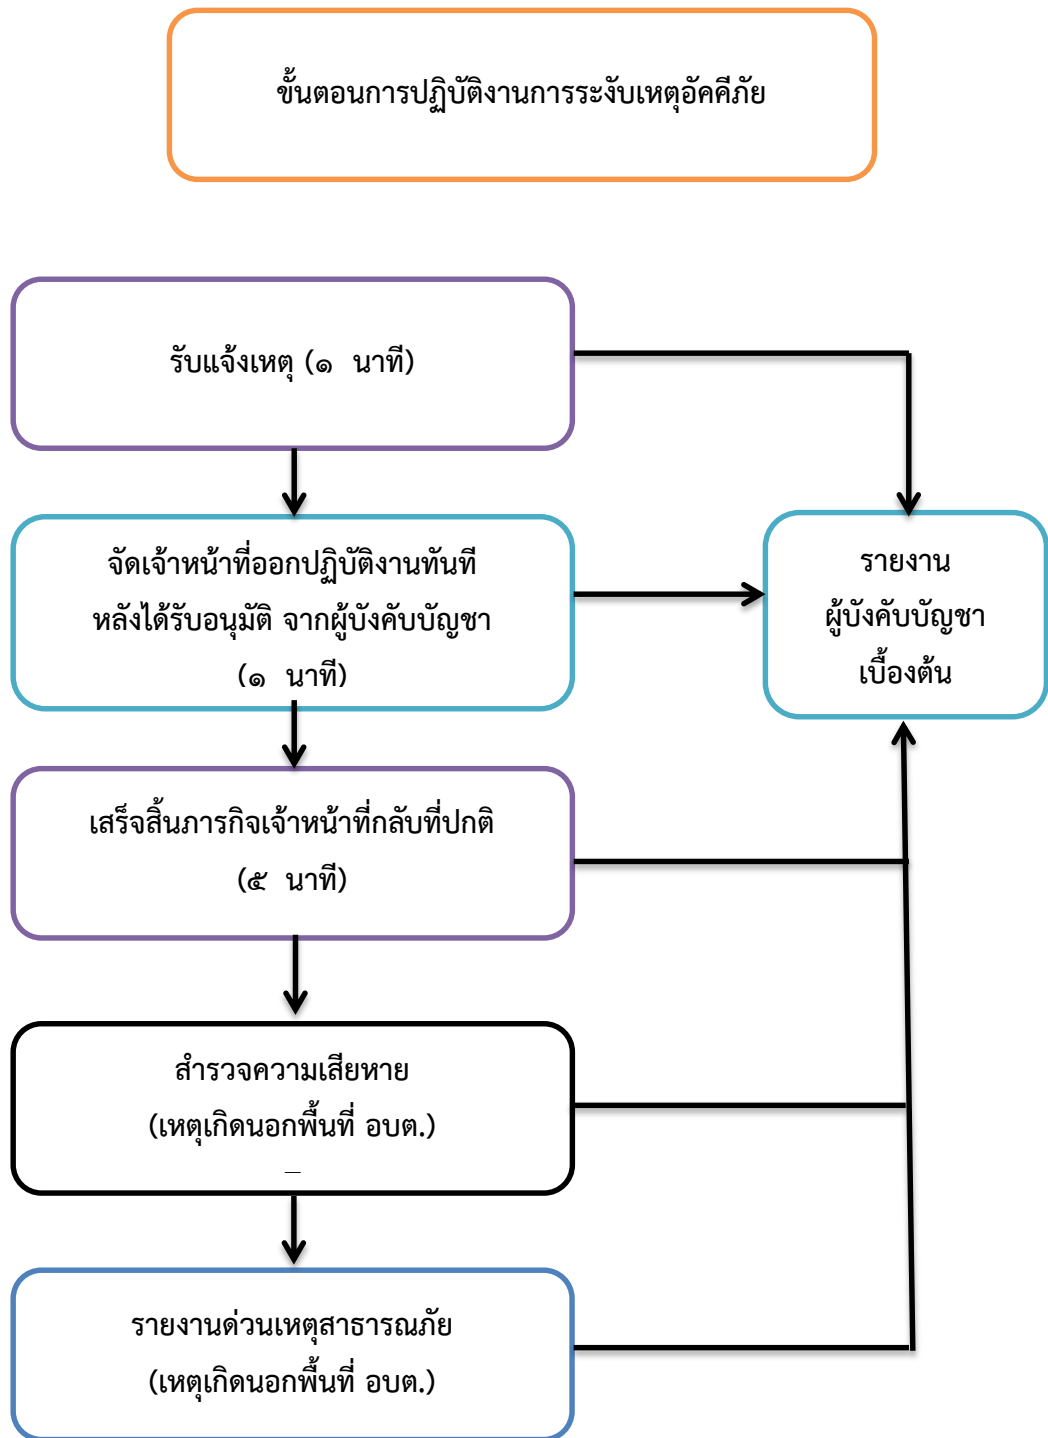 ขั้นตอนการปฏิบัติงานการระงับเหตุอัคคีภัย
รับแจ้งเหตุ (๑ นาที)
จัดเจ้าหน้าที่ออกปฏิบัติงานทันที
หลังได้รับอนุมัติ จากผู้บังคับบัญชา
(๑ นาที)
รายงาน
ผู้บังคับบัญชา
เบื้องต้น
เสร็จสิ้นภารกิจเจ้าหน้าที่กลับที่ปกติ
(๕ นาที)
สำรวจความเสียหาย
(เหตุเกิดนอกพื้นที่ อบต.)
_
รายงานด่วนเหตุสาธารณภัย
(เหตุเกิดนอกพื้นที่ อบต.)